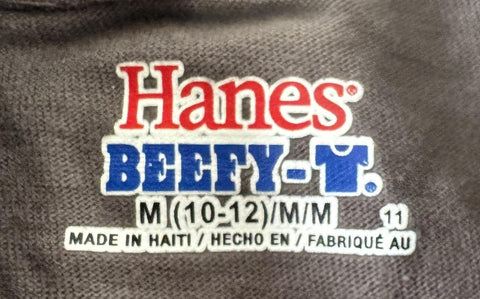 Hanes®
BEEFY-T®
M (10-12)/M/M 11
MADE IN HAITI / HECHO EN / FABRIQUÉ AU